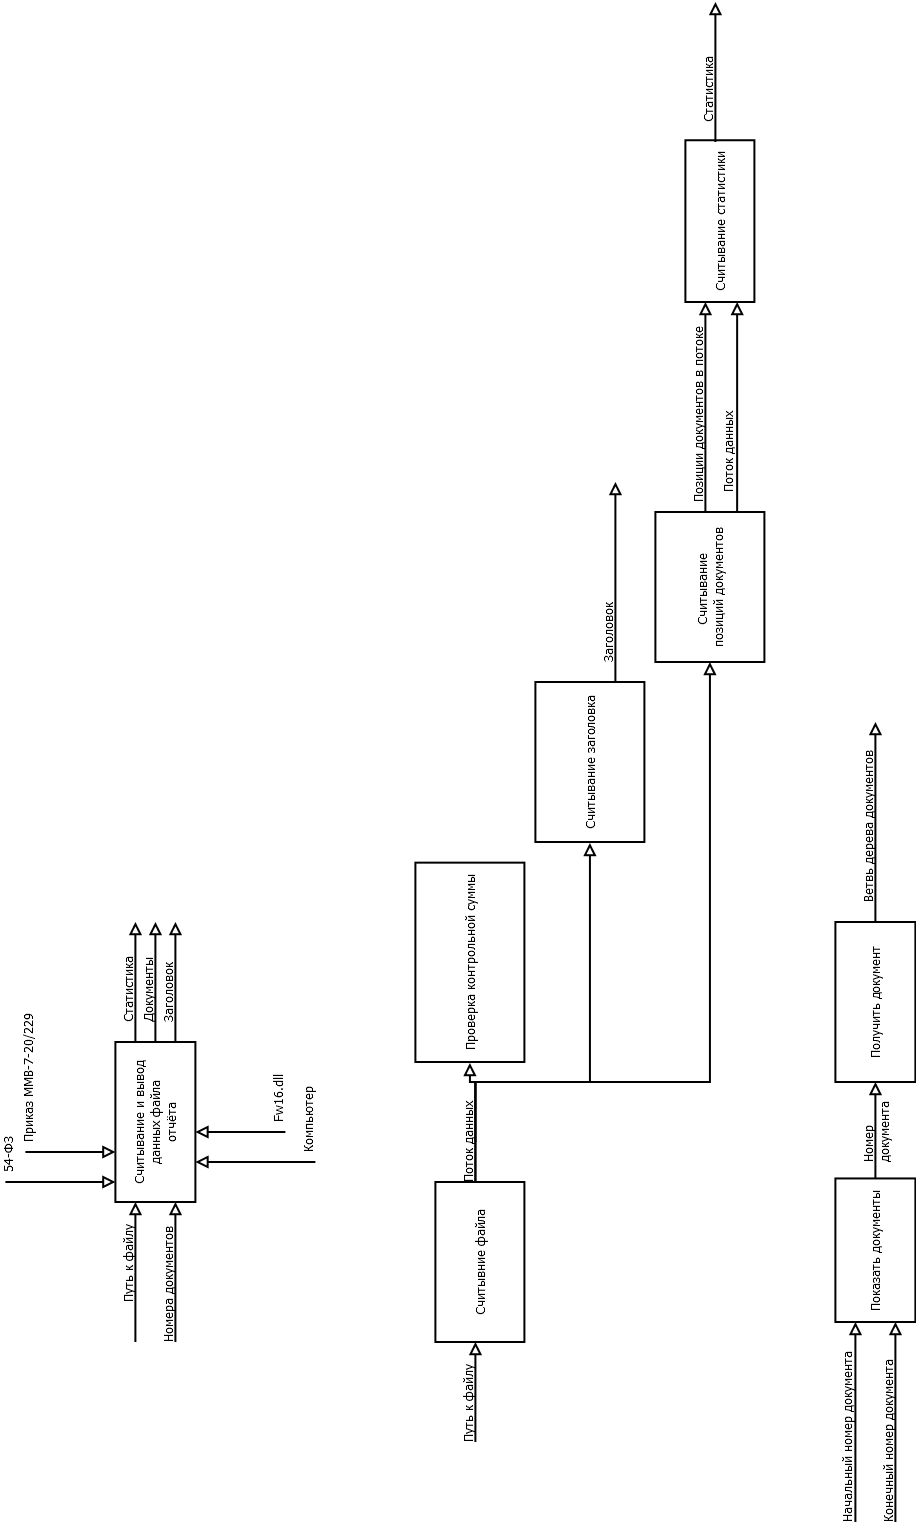 54-ФЗ
Приказ ММВ-7-20/229
Путь к файлу
Номера документов
Считывание и вывод
данных файла
отчёта
Статистика
Документы
Заголовок
Fw16.dll
Компьютер
Путь к файлу
Считывние файла
Поток данных
Проверка контрольной суммы
Считывание заголовка
Заголовок
Считывание
позиций документов
Позиции документов в потоке
Поток данных
Считывание статистики
Статистика
Начальный номер документа
Конечный номер документа
Показать документы
Номер
документа
Получить документ
Ветвь дерева документов